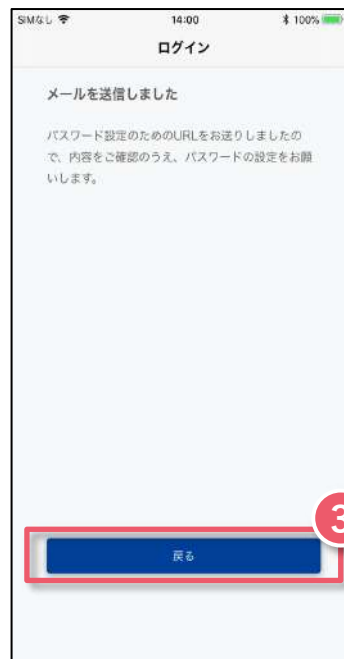 SIMなし 14:00 100%
ログイン
メールを送信しました
パスワード設定のためのURLをお送りしましたの
で、内容をご確認のうえ、パスワードの設定をお願
いします。
3
戻る